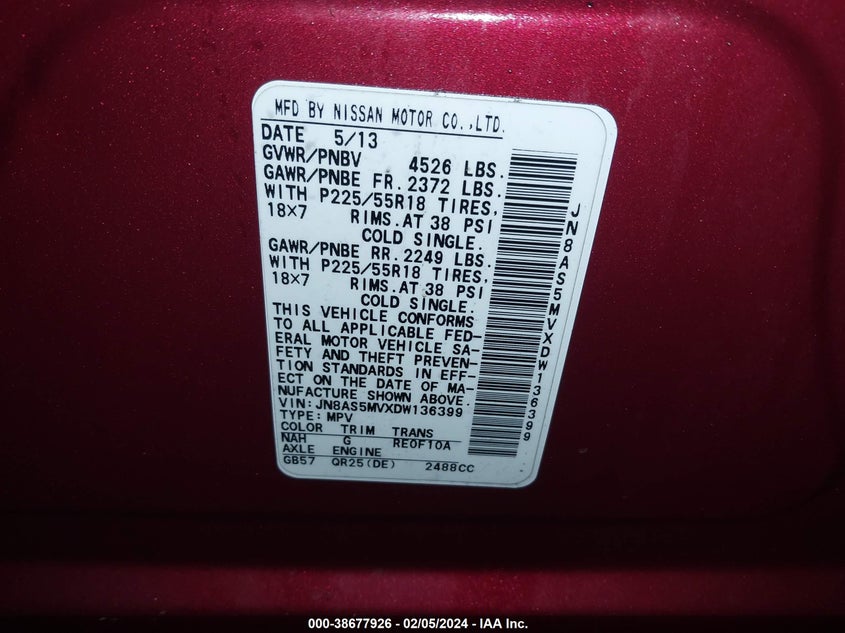 MFD BY NISSAN MOTOR CO.,LTD.
DATE 5/13
GVWR/PNBV 4526 LBS.
GAWR/PNBE FR. 2372 LBS.
WITH P225/55R18 TIRES,
18×7 RIMS.AT 38 PSI
COLD SINGLE.
GAWR/PNBE RR. 2249 LBS.
WITH P225/55R18 TIRES,
18×7 RIMS.AT 38 PSI
COLD SINGLE.
THIS VEHICLE CONFORMS
TO ALL APPLICABLE FED-
ERAL MOTOR VEHICLE SA-
FETY AND THEFT PREVEN-
TION STANDARDS IN EFF-
ECT ON THE DATE OF MA-
NUFACTURE SHOWN ABOVE.
VIN: JN8AS5MVXDW136399
TYPE: MPV
COLOR TRIM TRANS
NAH G RE0F10A
AXLE ENGINE
GB57 QR25(DE) 2488CC
JN8AS5MVXDW136399
000-38677926 - 02/05/2024 - IAA Inc.